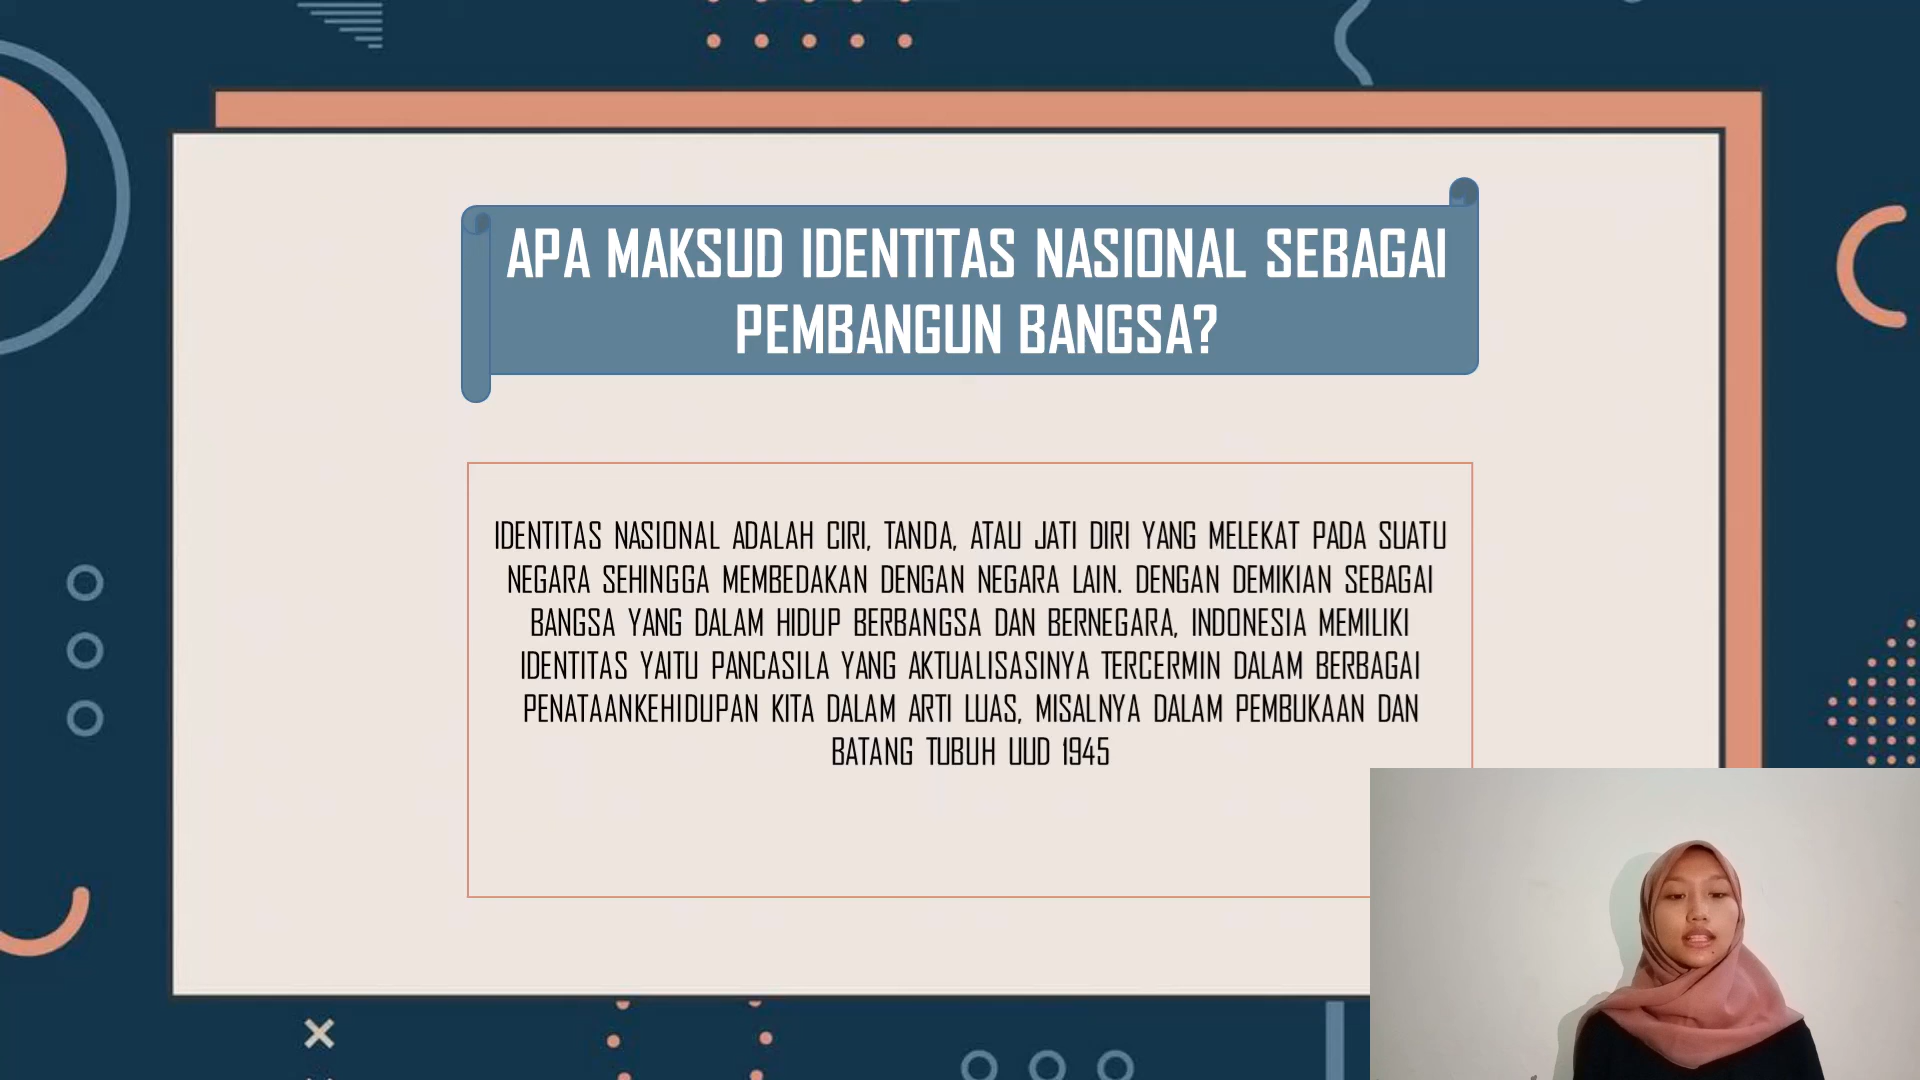 APA MAKSUD IDENTITAS NASIONAL SEBAGAI
PEMBANGUN BANGSA?
IDENTITAS NASIONAL ADALAH CIRI, TANDA, ATAU JATI DIRI YANG MELEKAT PADA SUATU
NEGARA SEHINGGA MEMBEDAKAN DENGAN NEGARA LAIN. DENGAN DEMIKIAN SEBAGAI
BANGSA YANG DALAM HIDUP BERBANGSA DAN BERNEGARA, INDONESIA MEMILIKI
IDENTITAS YAITU PANCASILA YANG AKTUALISASINYA TERCERMIN DALAM BERBAGAI
PENATAANKEHIDUPAN KITA DALAM ARTI LUAS, MISALNYA DALAM PEMBUKAAN DAN
BATANG TUBUH UUD 1945